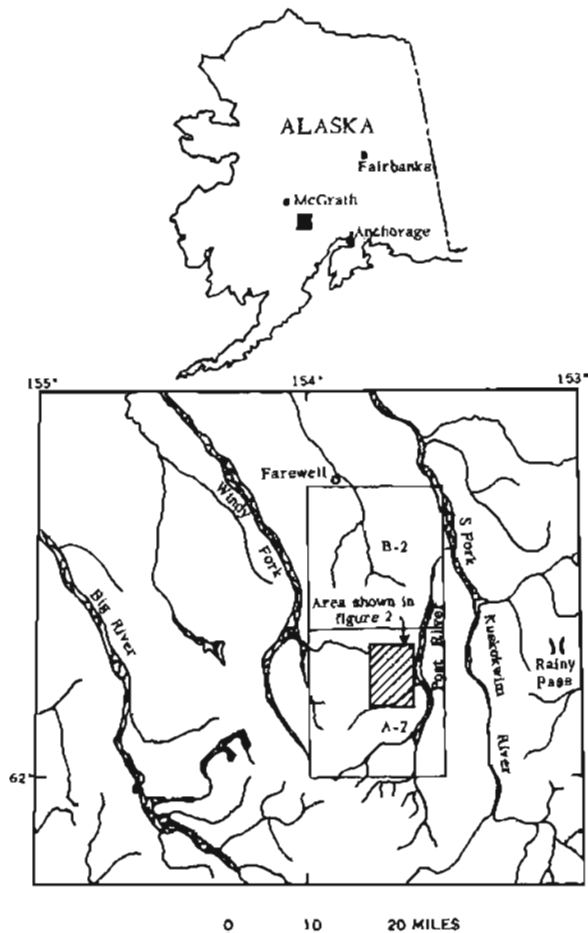 ALASKA
Fairbanks
McGrath
Anchorage
155°
154°
153°
Farewell
Windy
Fork
B-2
S Fork
Area shown in
figure 2
Big River
Post River
Kuskokwim
River
Rainy
Pass
A-2
62°
0 10 20 MILES